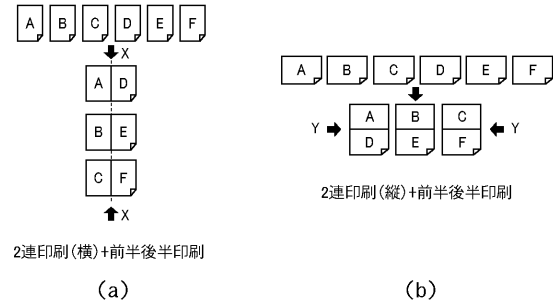 A B C D E F
X
A D
B E
C F
X
2連印刷(横)+前半後半印刷
(a)
A B C D E F
A B C
Y Y
D E F
2連印刷(縦)+前半後半印刷
(b)